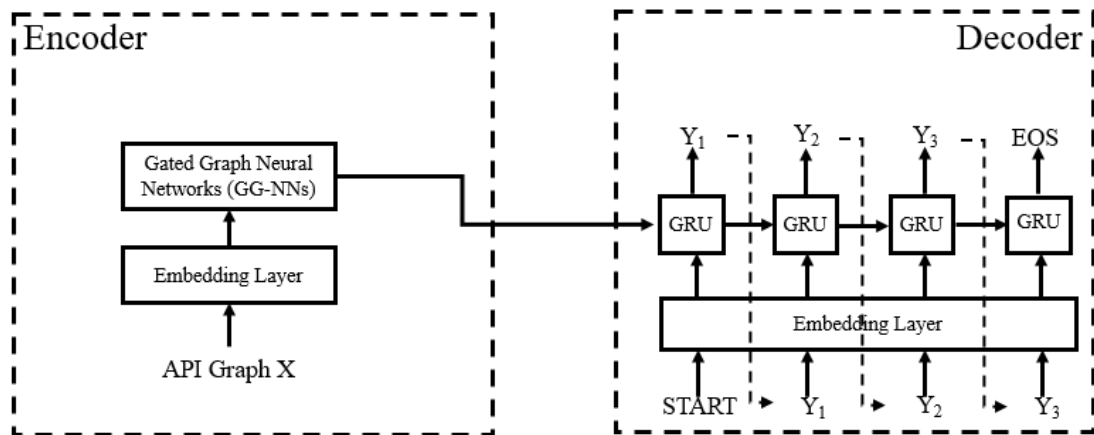 Encoder
Gated Graph Neural
Networks (GG-NNs)
Embedding Layer
API Graph X
Decoder
Y1 Y2 Y3 EOS
GRU GRU GRU GRU
Embedding Layer
START Y1 Y2 Y3